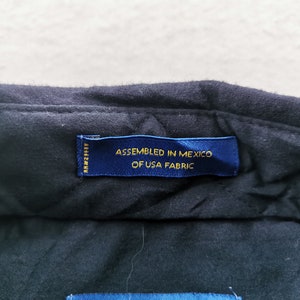 ASSEMBLED IN MEXICO
OF USA FABRIC